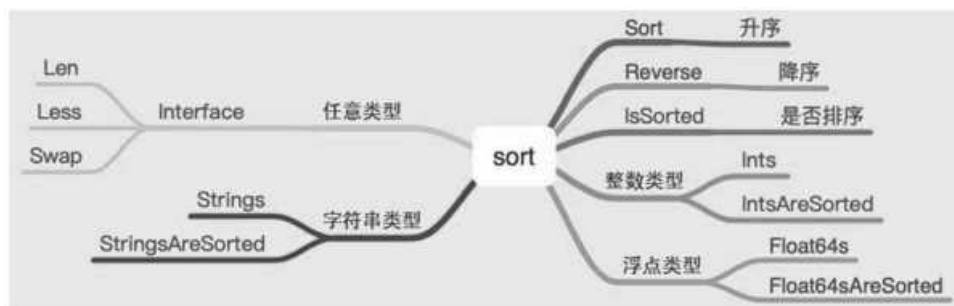 Sort 升序
Len
Reverse 降序
Less Interface 任意类型
IsSorted 是否排序
Swap
sort
Ints
整数类型
Strings
IntsAreSorted
字符串类型
StringsAreSorted
Float64s
浮点类型
Float64sAreSorted